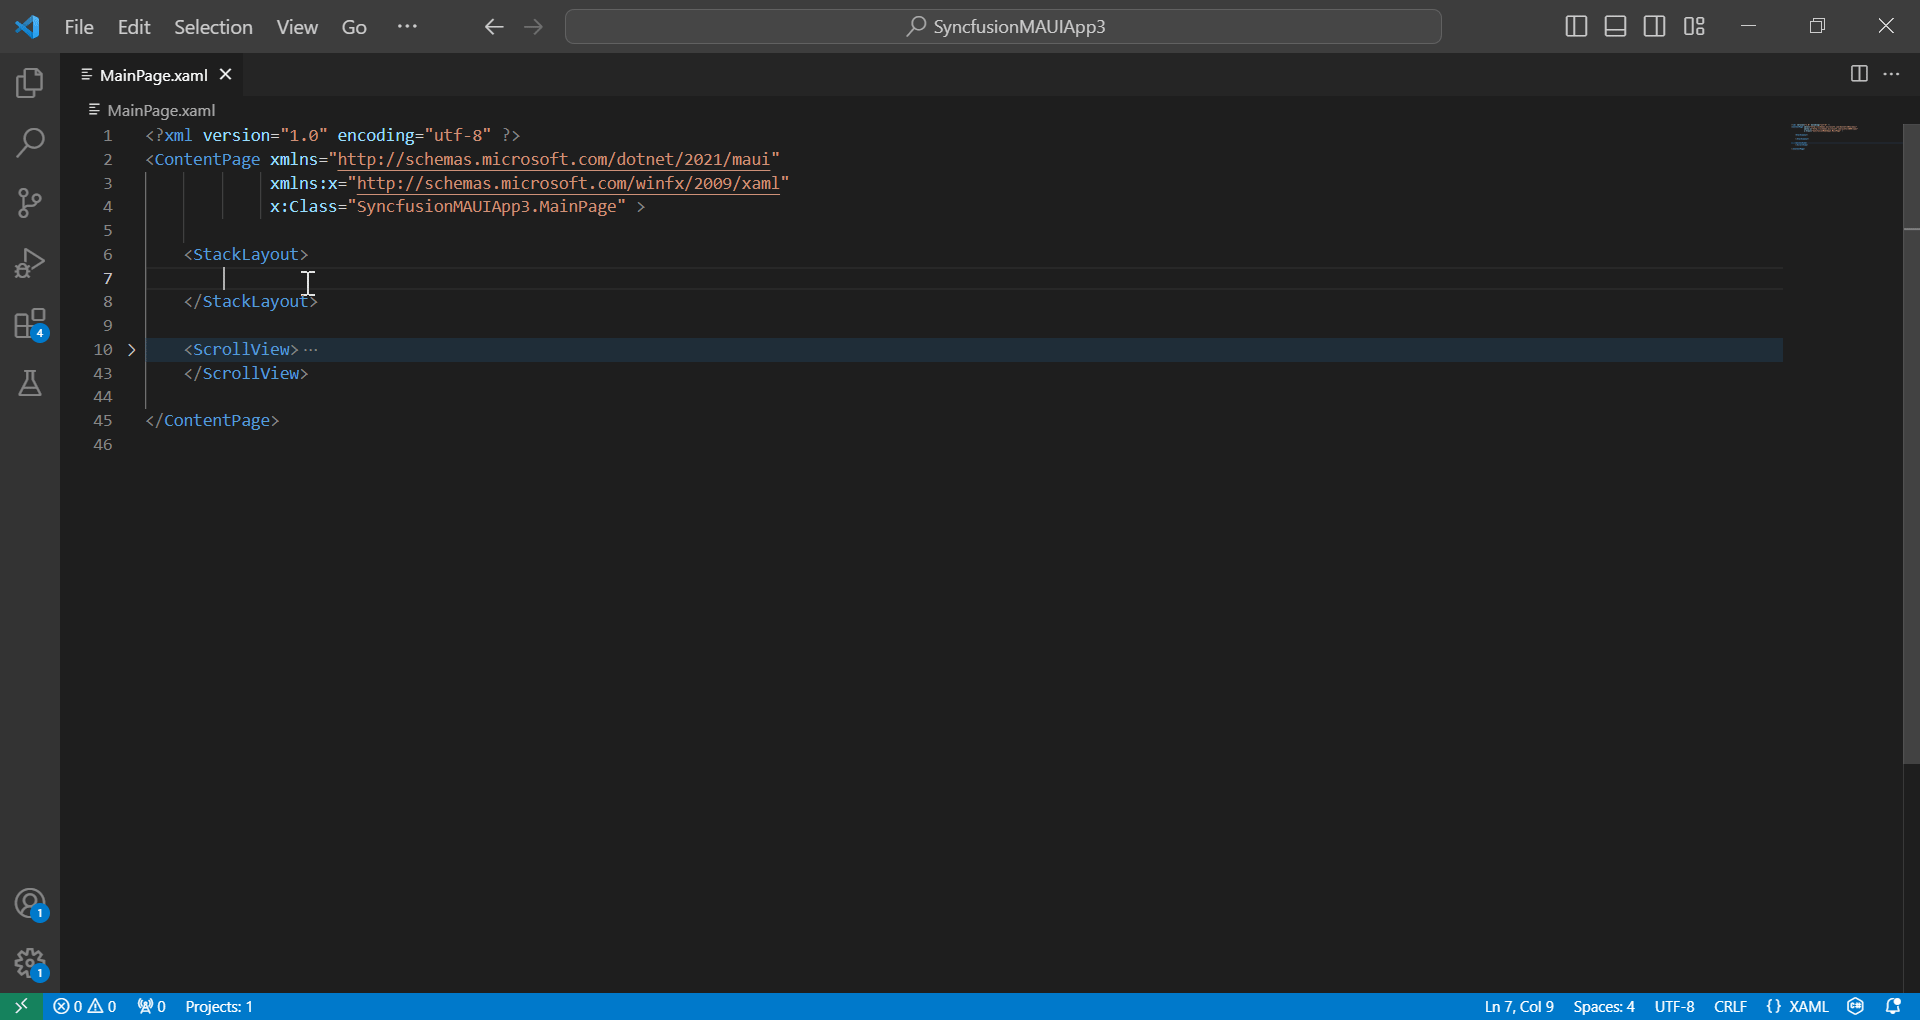 File Edit Selection View Go ··· SyncfusionMAUIApp3
MainPage.xaml
MainPage.xaml
1 <?xml version="1.0" encoding="utf-8" ?>
2 <ContentPage xmlns="http://schemas.microsoft.com/dotnet/2021/maui"
3 xmlns:x="http://schemas.microsoft.com/winfx/2009/xaml"
4 x:Class="SyncfusionMAUIApp3.MainPage" >
5
6 <StackLayout>
7
8 </StackLayout>
9
10 <ScrollView> ···
43 </ScrollView>
44
45 </ContentPage>
46
4
1
1
0 0 0 Projects: 1 Ln 7, Col 9 Spaces: 4 UTF-8 CRLF {} XAML